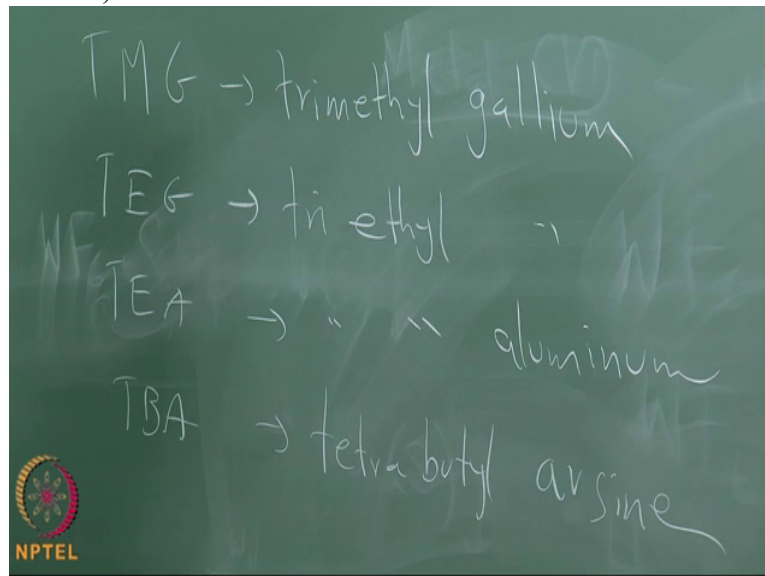 TMG → trimethyl gallium
TEG → tri ethyl "
TEA → " " aluminum
TBA → tetra butyl arsine
NPTEL